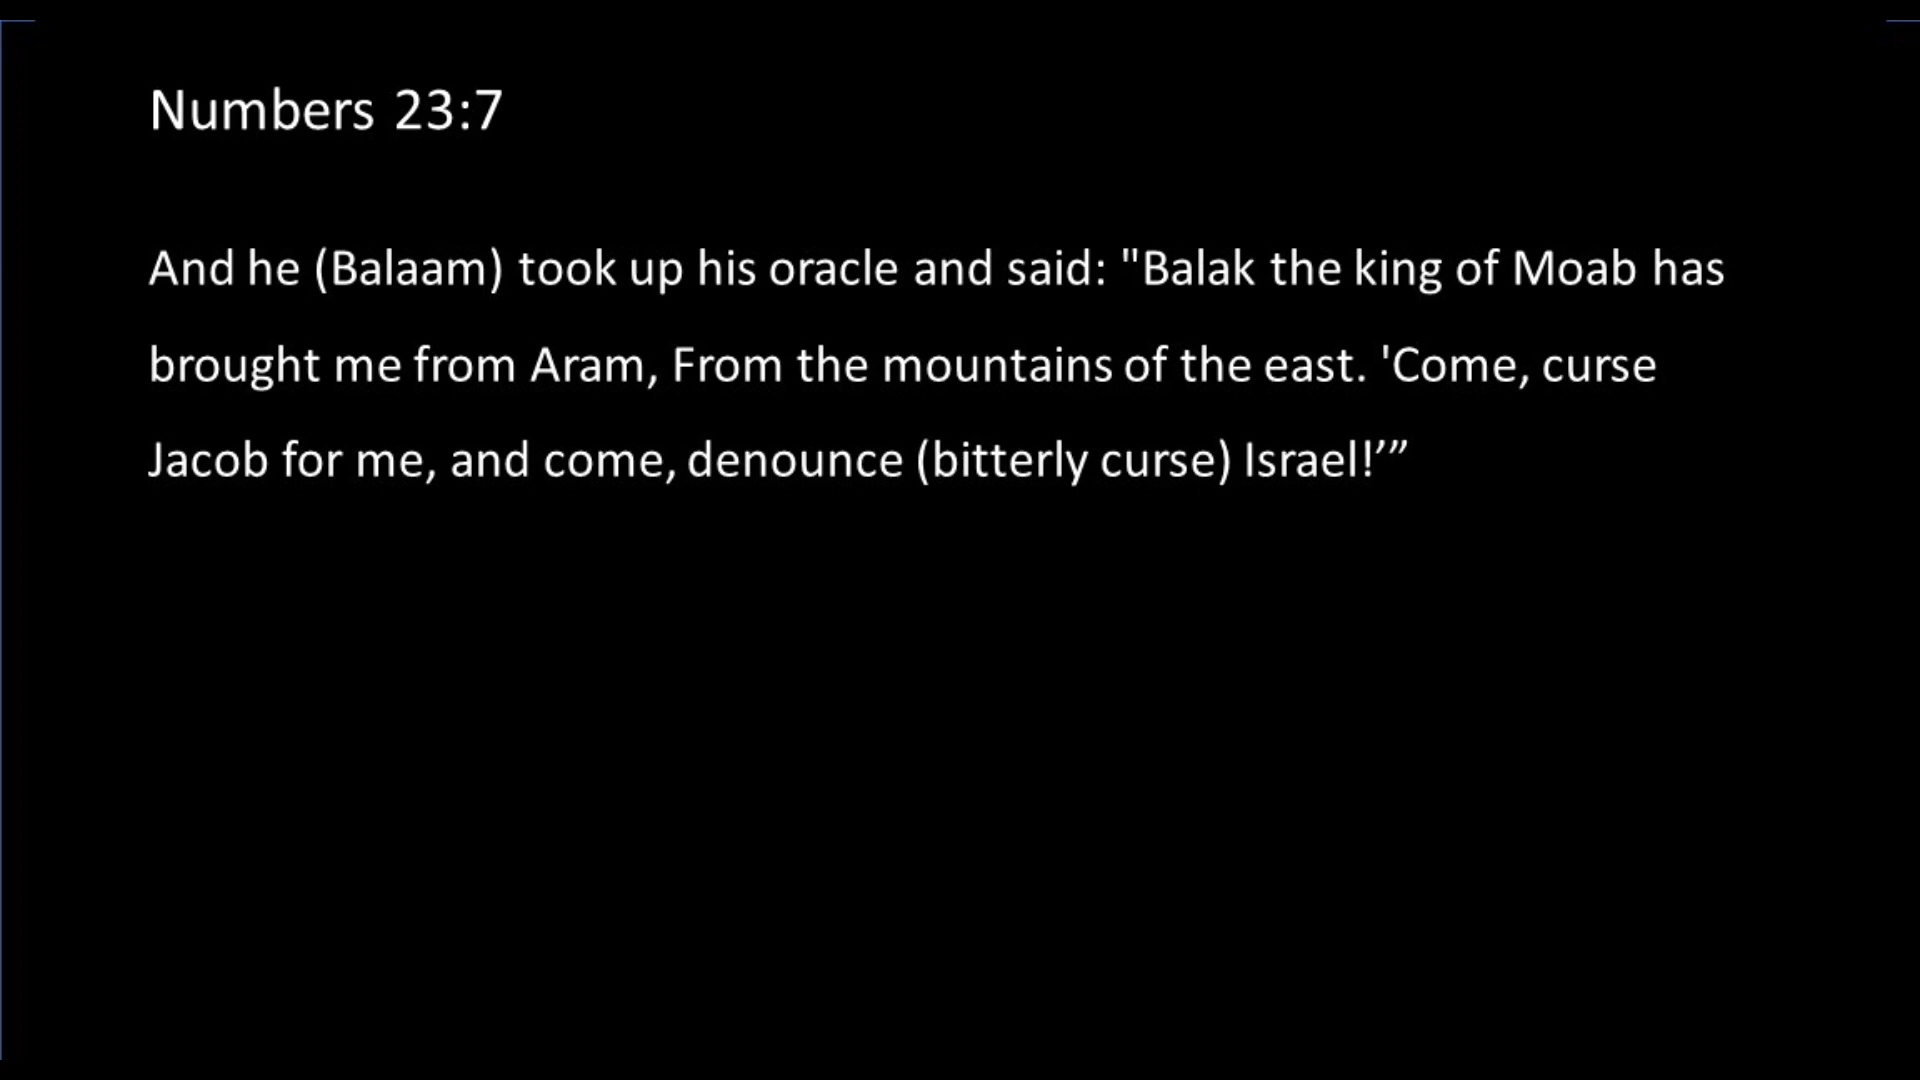 Numbers 23:7
And he (Balaam) took up his oracle and said: "Balak the king of Moab has
brought me from Aram, From the mountains of the east. 'Come, curse
Jacob for me, and come, denounce (bitterly curse) Israel!’”